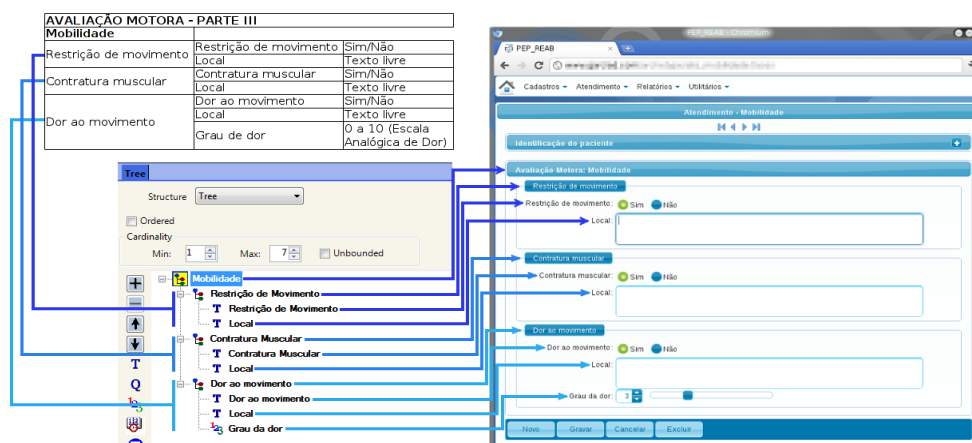 AVALIAÇÃO MOTORA - PARTE III
Mobilidade
Restrição de movimento
Restrição de movimento Sim/Não
Local Texto livre
Contratura muscular
Contratura muscular Sim/Não
Local Texto livre
Dor ao movimento
Dor ao movimento Sim/Não
Local Texto livre
Grau de dor 0 a 10 (Escala
Analógica de Dor)
Tree
Structure Tree
Ordered
Cardinality
Min: 1 Max: 7 Unbounded
Mobilidade
Restrição de Movimento
T Restrição de Movimento
T Local
Contratura Muscular
T Contratura Muscular
T Local
Dor ao movimento
T Dor ao movimento
T Local
Grau da dor
T
Q
PEP_REAB - Chromium
PEP_REAB
Cadastros Atendimento Relatórios Utilitários
Atendimento - Mobilidade
Identificação do paciente
Avaliação Motora: Mobilidade
Restrição de movimento
Restrição de movimento: Sim Não
Local:
Contratura muscular
Contratura muscular: Sim Não
Local:
Dor ao movimento
Dor ao movimento: Sim Não
Local:
Grau da dor: 3
Novo Gravar Cancelar Excluir